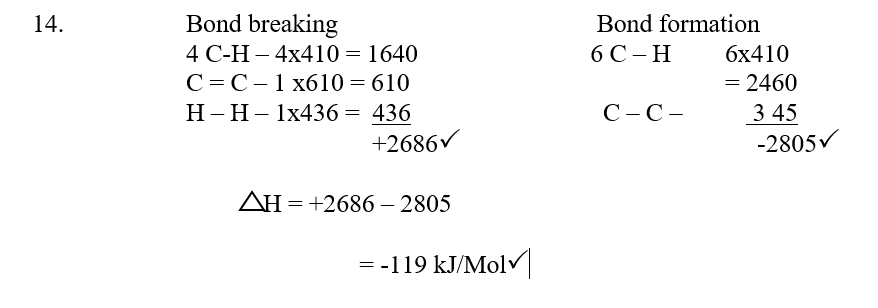 14. Bond breaking Bond formation
4 C-H – 4x410 = 1640 6 C – H 6x410
C = C – 1 x610 = 610 = 2460
H – H – 1x436 = 436 C – C – 3 45
+2686✓ -2805✓
△H = +2686 – 2805
= -119 kJ/Mol✓